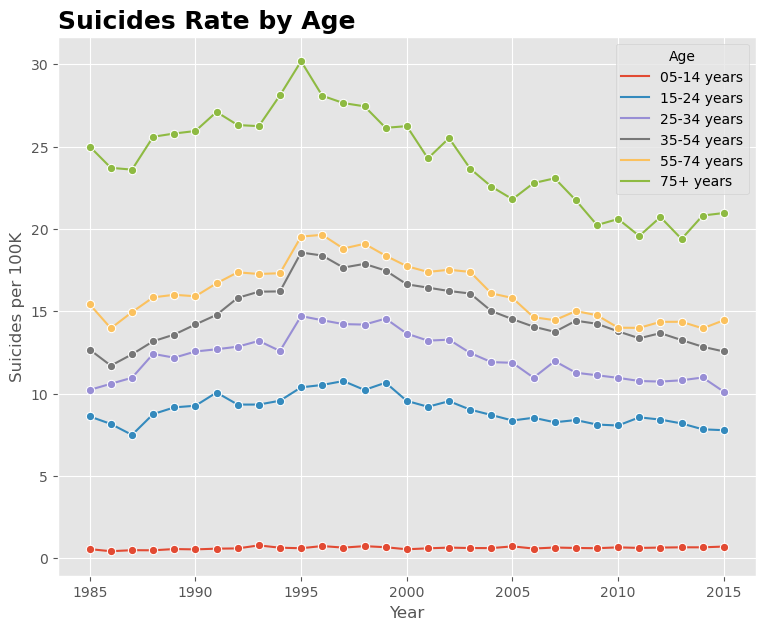 Suicides Rate by Age
Age
05-14 years
15-24 years
25-34 years
35-54 years
55-74 years
75+ years
Suicides per 100K
30
25
20
15
10
5
0
1985 1990 1995 2000 2005 2010 2015
Year